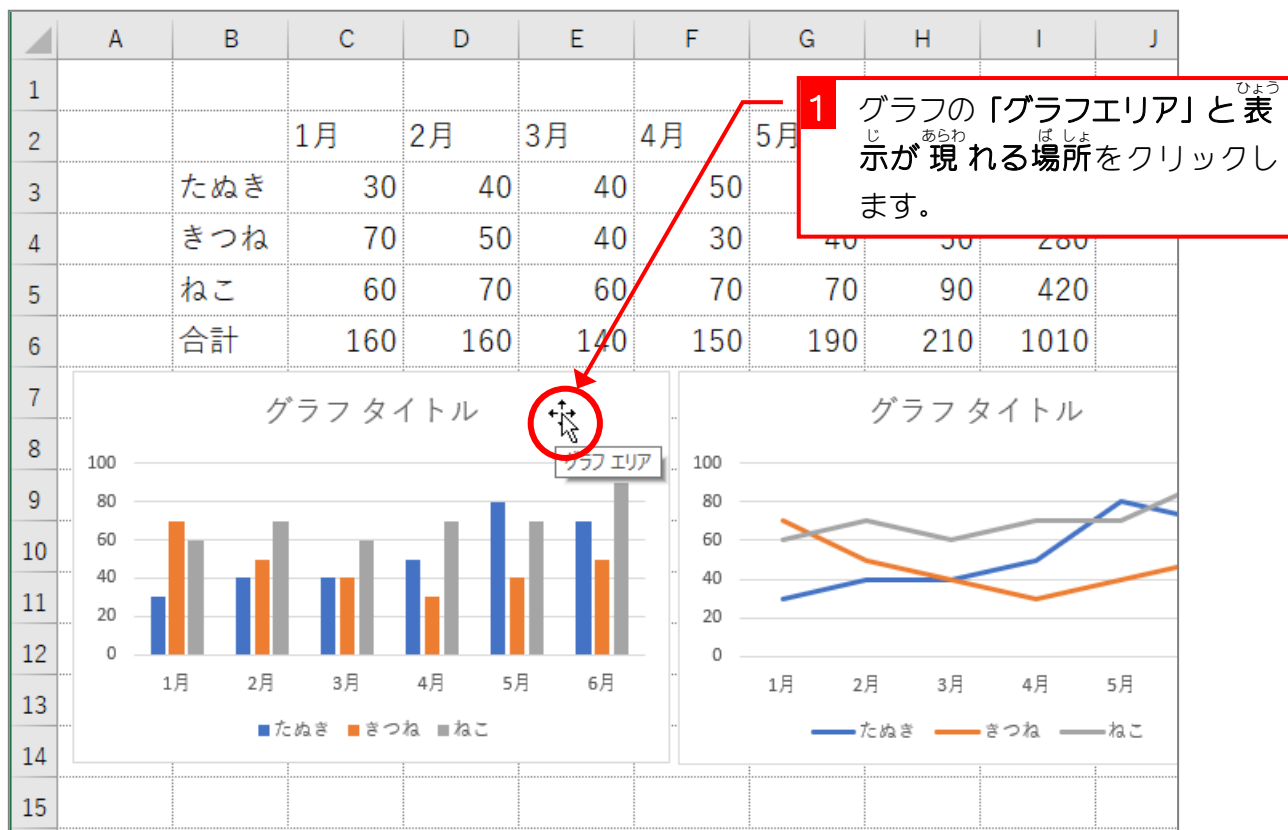 A B C D E F G H I J
1
2 1月 2月 3月 4月 5月
3 たぬき 30 40 40 50
4 きつね 70 50 40 30 40 50 280
5 ねこ 60 70 60 70 70 90 420
6 合計 160 160 140 150 190 210 1010
7
8
9
10
11
12
13
14
15
1
ひょう
グラフの「グラフエリア」と表
じ あらわ ばしょ
示が現れる場所をクリックし
ます。
グラフ タイトル
グラフ エリア
100
80
60
40
20
0
1月 2月 3月 4月 5月 6月
たぬき きつね ねこ
グラフ タイトル
100
80
60
40
20
0
1月 2月 3月 4月 5月
たぬき きつね ねこ